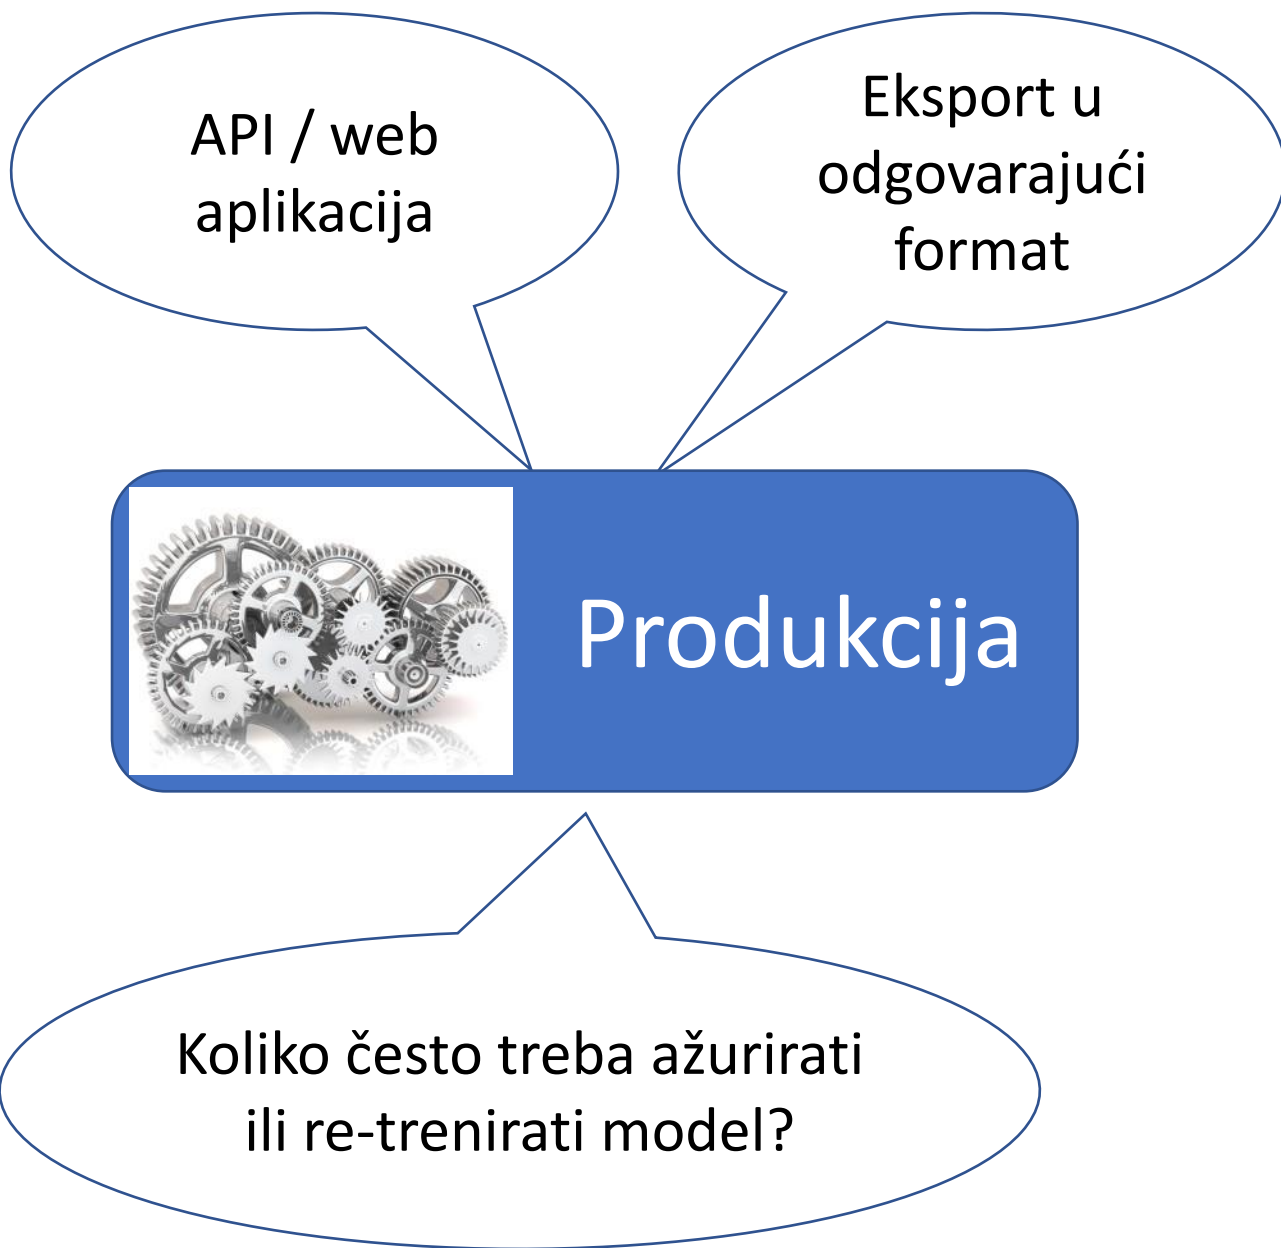 API / web
aplikacija
Eksport u
odgovarajući
format
Produkcija
Koliko često treba ažurirati
ili re-trenirati model?